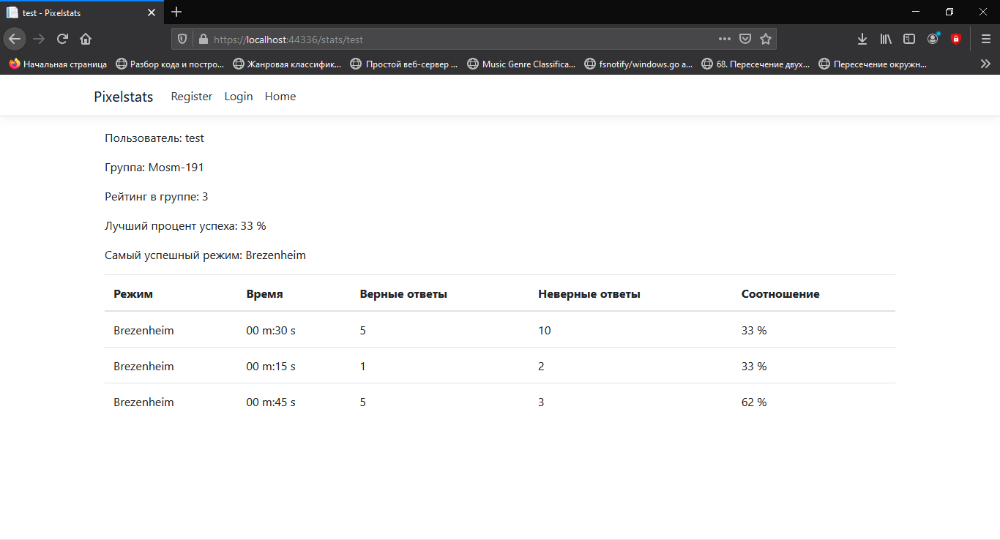 test - Pixelstats
https://localhost:44336/stats/test
Начальная страница Разбор кода и постро... Жанровая классифик... Простой веб-сервер ... Music Genre Classifica... fsnotify/windows.go a... 68. Пересечение двух... Пересечение окружн...
Pixelstats Register Login Home
Пользователь: test
Группа: Mosm-191
Рейтинг в группе: 3
Лучший процент успеха: 33 %
Самый успешный режим: Brezenheim
Режим Время Верные ответы Неверные ответы Соотношение
Brezenheim 00 m:30 s 5 10 33 %
Brezenheim 00 m:15 s 1 2 33 %
Brezenheim 00 m:45 s 5 3 62 %